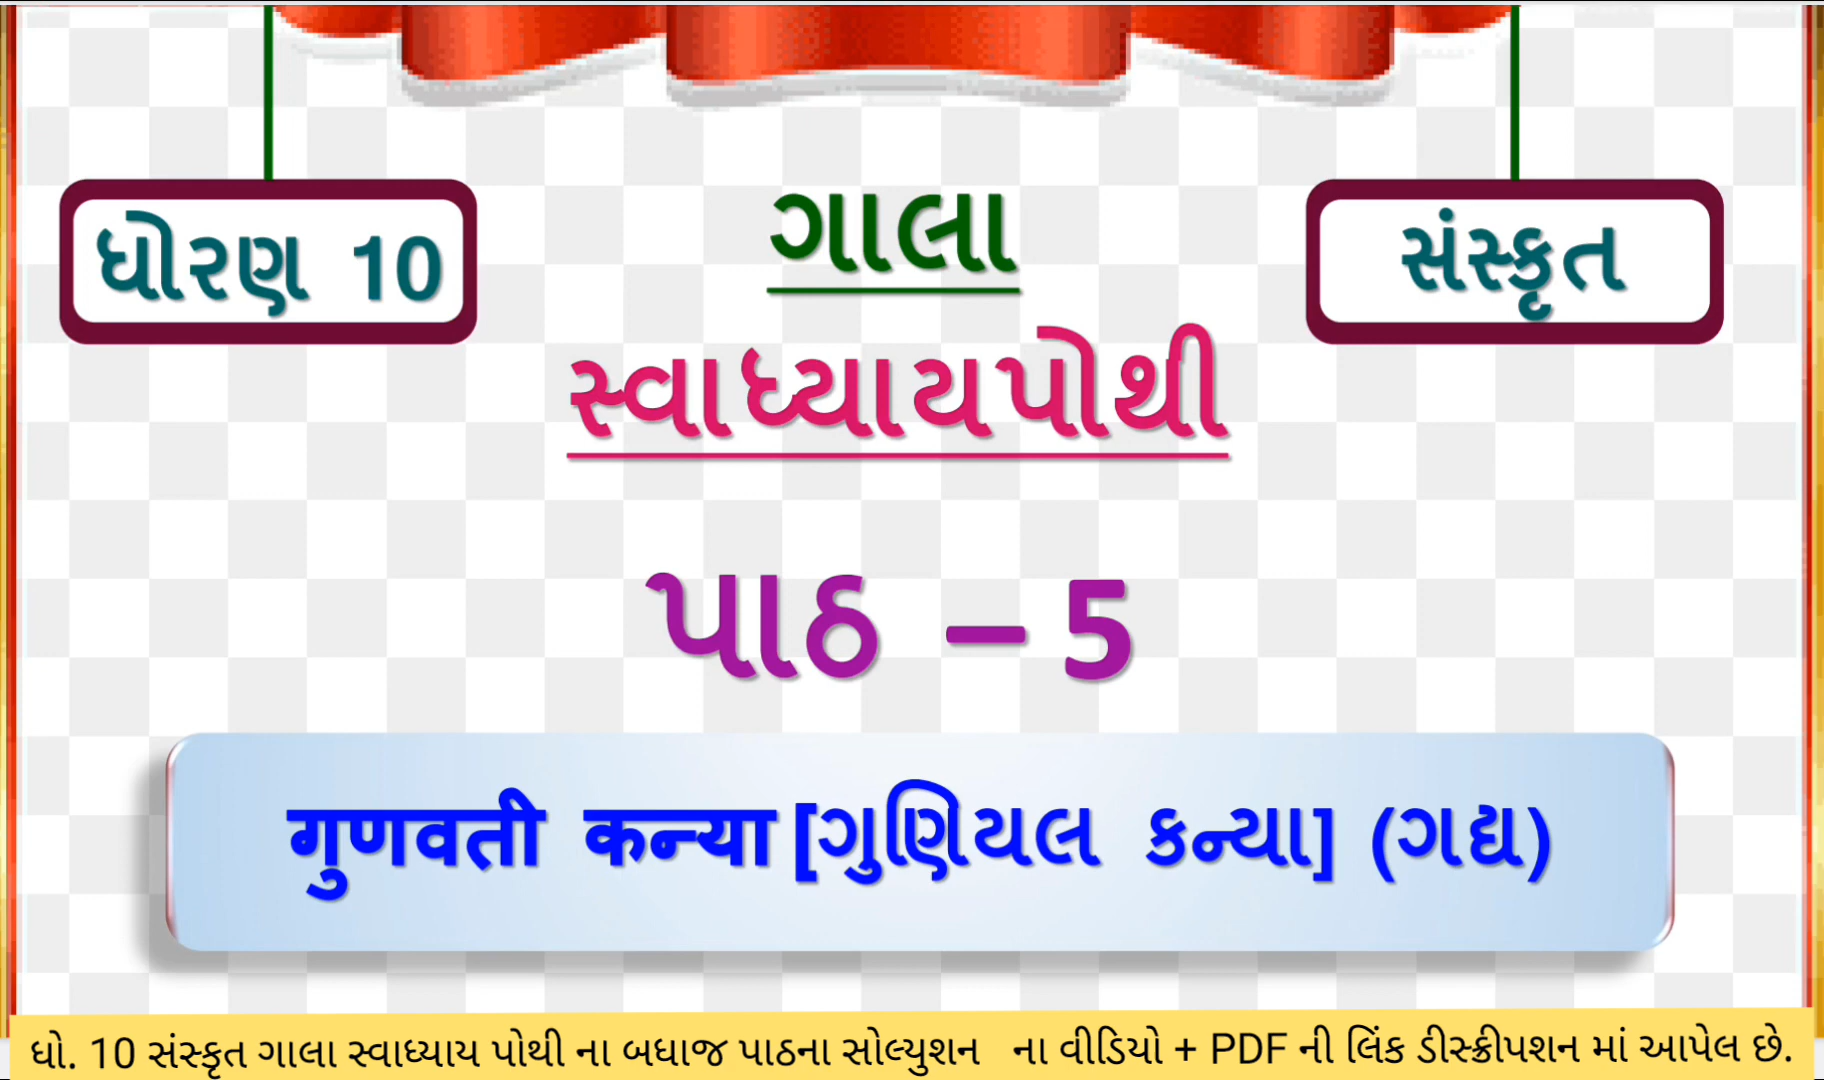 ધોરણ 10
ગાલા
સંસ્કૃત
સ્વાધ્યાયપોથી
પાઠ – 5
गुणवती कन्या [ગુણિયલ કન્યા] (ગદ્ય)
ધો. 10 સંસ્કૃત ગાલા સ્વાધ્યાય પોથી ના બધાજ પાઠના સોલ્યુશન ના વીડિયો + PDF ની લિંક ડીસ્ક્રીપશન માં આપેલ છે.